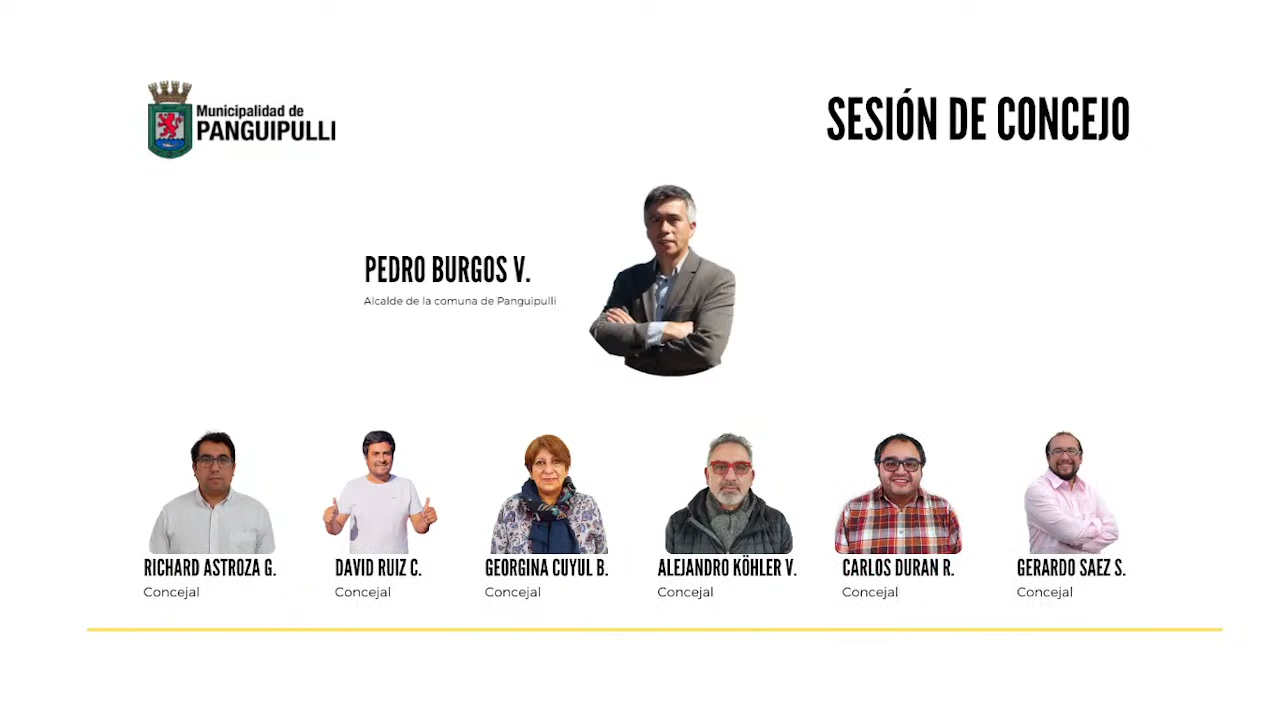 Municipalidad de
PANGUIPULLI
SESIÓN DE CONCEJO
PEDRO BURGOS V.
Alcalde de la comuna de Panguipulli
RICHARD ASTROZA G.
Concejal
DAVID RUIZ C.
Concejal
GEORGINA CUYUL B.
Concejal
ALEJANDRO KÖHLER V.
Concejal
CARLOS DURAN R.
Concejal
GERARDO SAEZ S.
Concejal